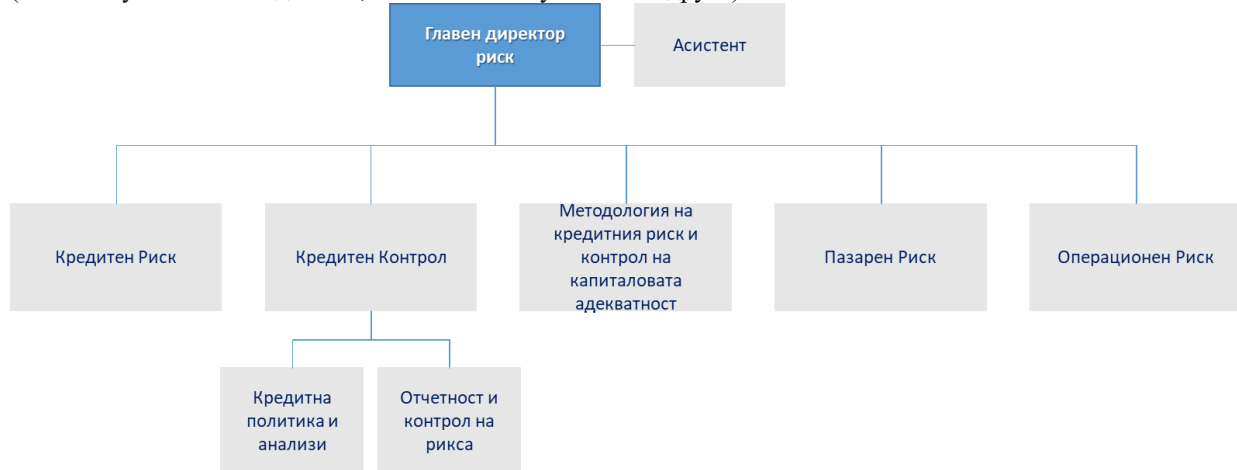 Главен директор
риск
Асистент
Кредитен Риск
Кредитен Контрол
Методология на
кредитния риск и
контрол на
капиталовата
адекватност
Пазарен Риск
Операционен Риск
Кредитна
политика и
анализи
Отчетност и
контрол на
рикса